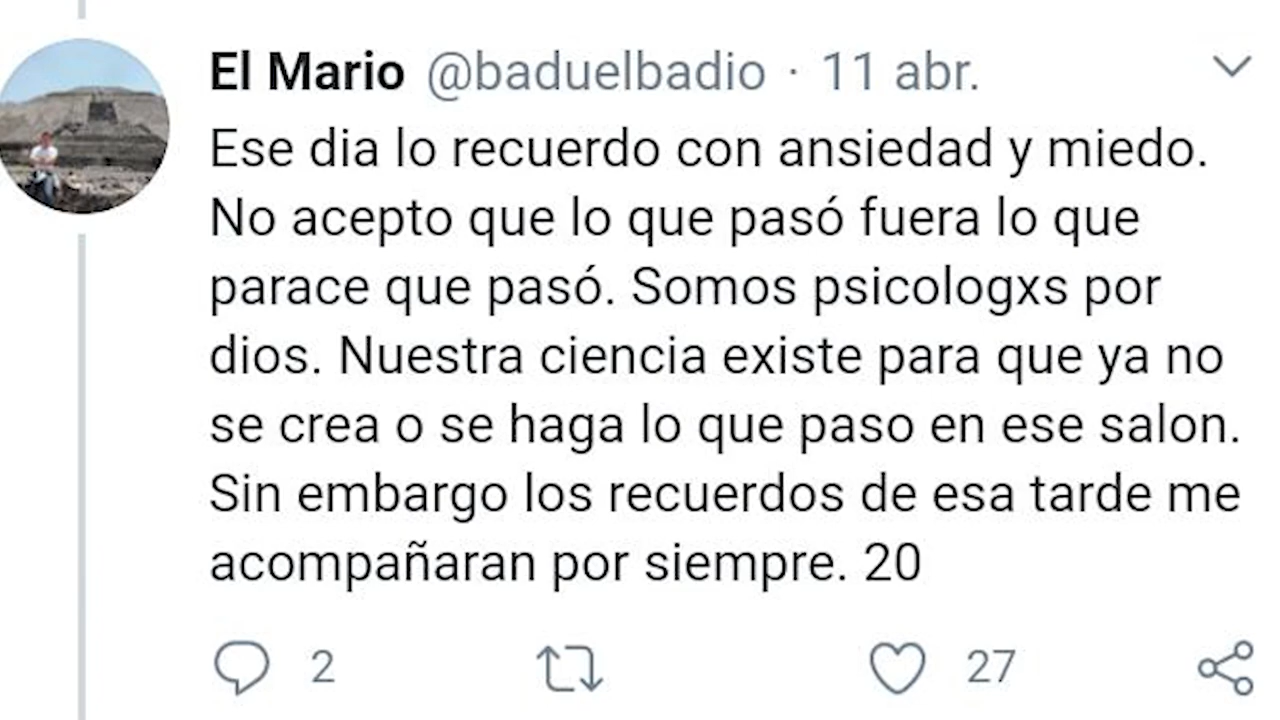 El Mario @baduelbadio · 11 abr.
Ese dia lo recuerdo con ansiedad y miedo.
No acepto que lo que pasó fuera lo que
parace que pasó. Somos psicologxs por
dios. Nuestra ciencia existe para que ya no
se crea o se haga lo que paso en ese salon.
Sin embargo los recuerdos de esa tarde me
acompañaran por siempre. 20
2 27